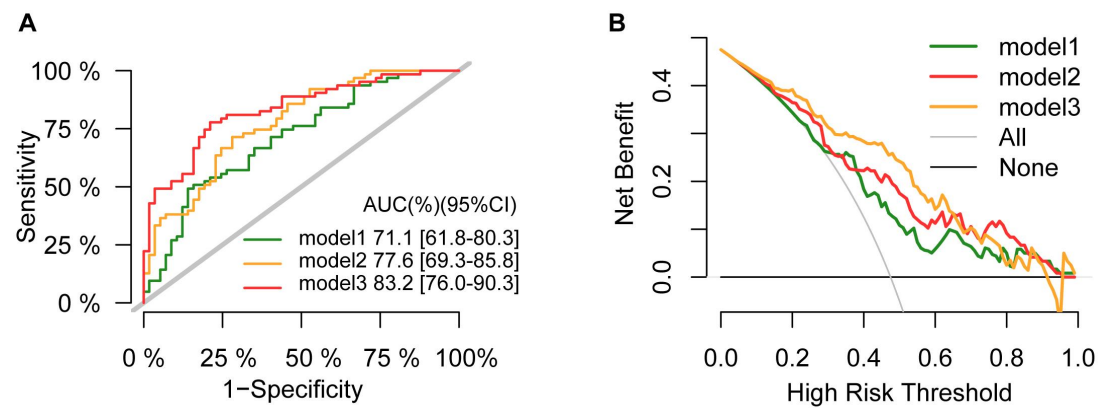 A
Sensitivity
100 %
75 %
50 %
25 %
0 %
AUC(%)(95%CI)
model1 71.1 [61.8-80.3]
model2 77.6 [69.3-85.8]
model3 83.2 [76.0-90.3]
0 % 25 % 50 % 75 % 100%
1−Specificity
B
Net Benefit
0.4
0.2
0.0
model1
model2
model3
All
None
0.0 0.2 0.4 0.6 0.8 1.0
High Risk Threshold